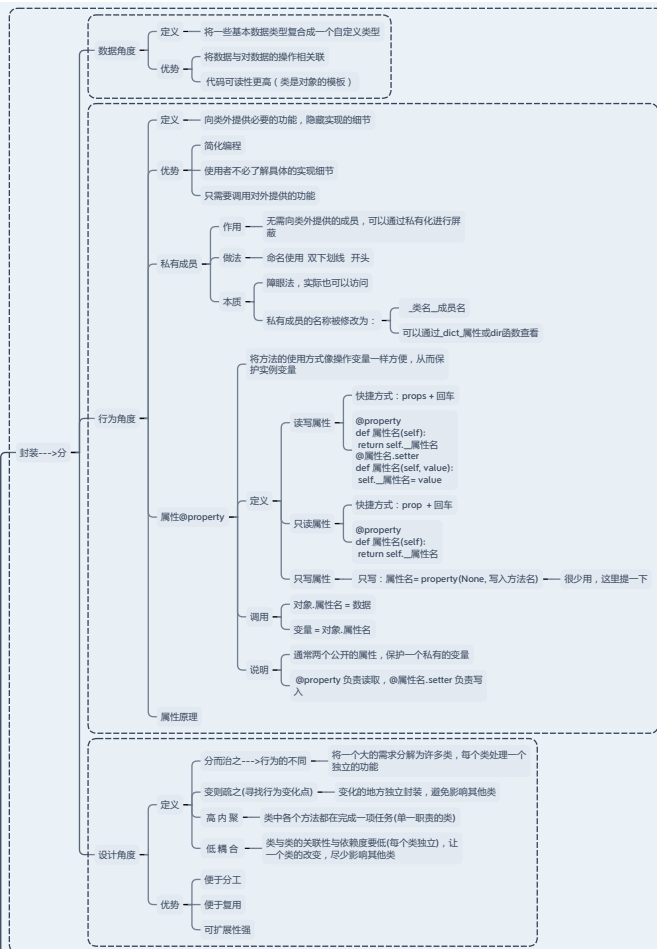 封装--->分
数据角度
定义
将一些基本数据类型复合成一个自定义类型
优势
将数据与对数据的操作相关联
代码可读性更高（类是对象的模板）
行为角度
定义
向类外提供必要的功能，隐藏实现的细节
优势
简化编程
使用者不必了解具体的实现细节
只需要调用对外提供的功能
私有成员
作用
无需向类外提供的成员，可以通过私有化进行屏
蔽
做法
命名使用 双下划线 开头
本质
障眼法，实际也可以访问
私有成员的名称被修改为：
_类名__成员名
可以通过_dict_属性或dir函数查看
属性@property
将方法的使用方式像操作变量一样方便，从而保
护实例变量
定义
读写属性
快捷方式：props + 回车
@property
def 属性名(self):
return self.__属性名
@属性名.setter
def 属性名(self, value):
self.__属性名= value
只读属性
快捷方式：prop + 回车
@property
def 属性名(self):
return self.__属性名
只写属性
只写：属性名= property(None, 写入方法名)
很少用，这里提一下
调用
对象.属性名 = 数据
变量 = 对象.属性名
说明
通常两个公开的属性，保护一个私有的变量
@property 负责读取，@属性名.setter 负责写
入
属性原理
设计角度
定义
分而治之--->行为的不同
将一个大的需求分解为许多类，每个类处理一个
独立的功能
变则疏之(寻找行为变化点)
变化的地方独立封装，避免影响其他类
高 内 聚
类中各个方法都在完成一项任务(单一职责的类)
低 耦 合
类与类的关联性与依赖度要低(每个类独立)，让
一个类的改变，尽少影响其他类
优势
便于分工
便于复用
可扩展性强